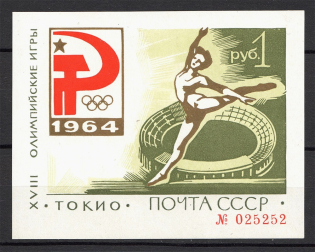 XVIII ОЛИМПИЙСКИЕ ИГРЫ
1964
руб. 1
• ТОКИО • ПОЧТА СССР
№ 025252